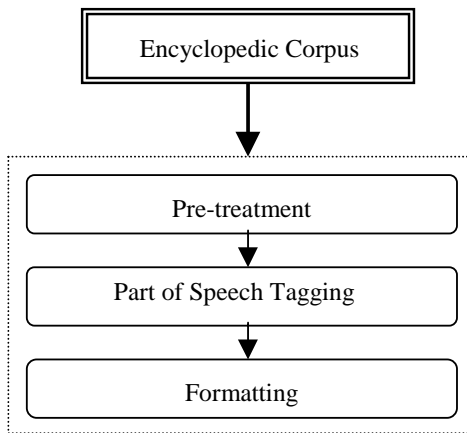 Encyclopedic Corpus
Pre-treatment
Part of Speech Tagging
Formatting